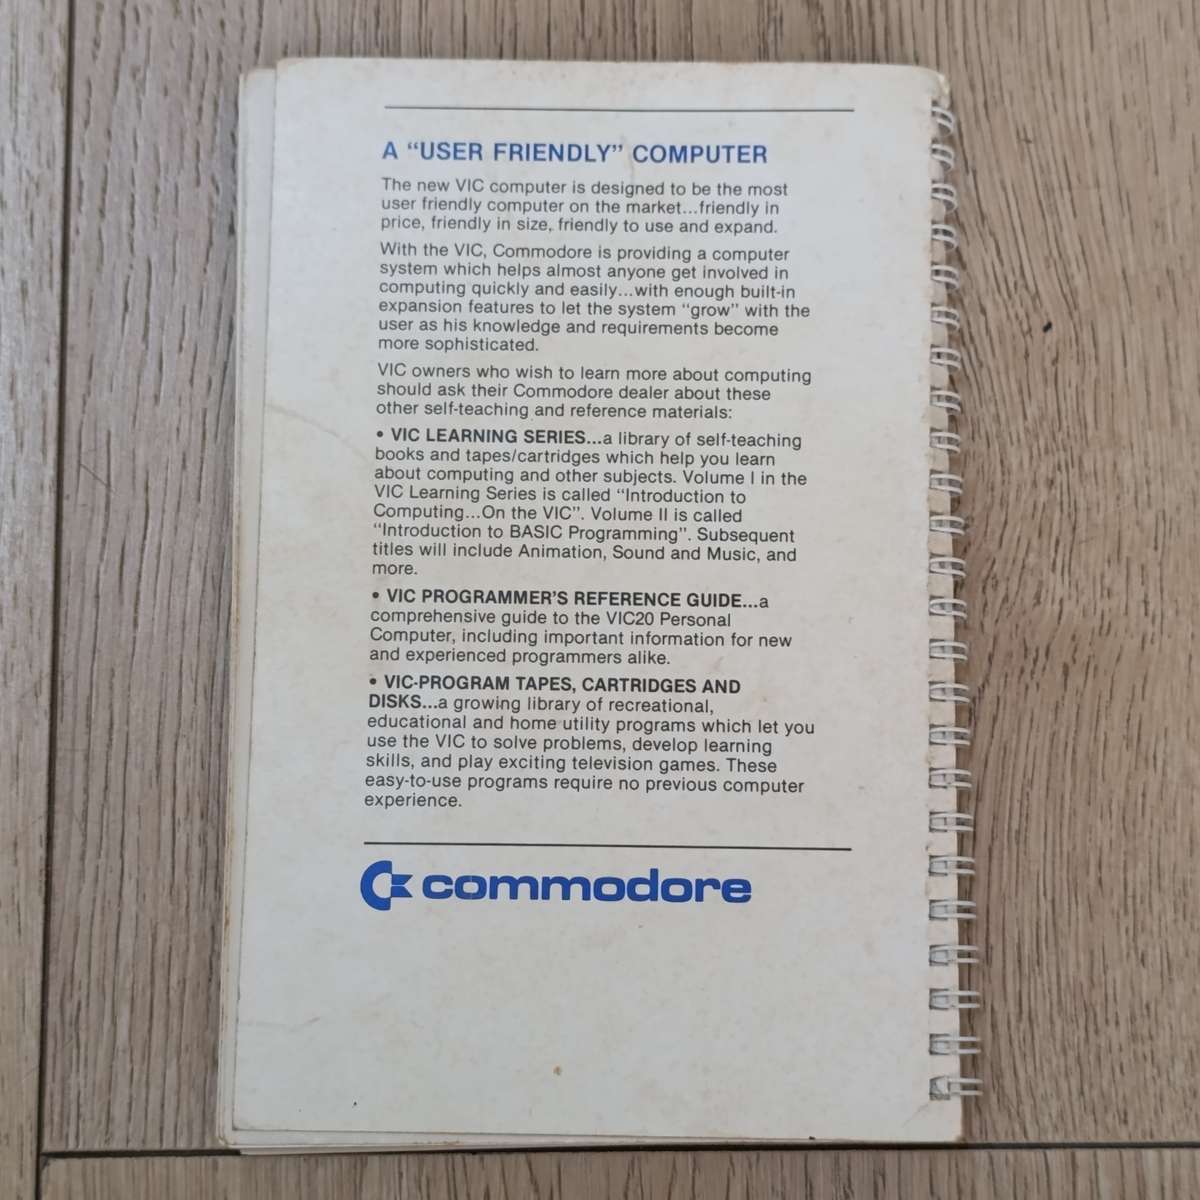 A “USER FRIENDLY” COMPUTER
The new VIC computer is designed to be the most
user friendly computer on the market...friendly in
price, friendly in size, friendly to use and expand.
With the VIC, Commodore is providing a computer
system which helps almost anyone get involved in
computing quickly and easily...with enough built-in
expansion features to let the system “grow” with the
user as his knowledge and requirements become
more sophisticated.
VIC owners who wish to learn more about computing
should ask their Commodore dealer about these
other self-teaching and reference materials:
• VIC LEARNING SERIES...a library of self-teaching
books and tapes/cartridges which help you learn
about computing and other subjects. Volume I in the
VIC Learning Series is called “Introduction to
Computing...On the VIC”. Volume II is called
“Introduction to BASIC Programming”. Subsequent
titles will include Animation, Sound and Music, and
more.
• VIC PROGRAMMER’S REFERENCE GUIDE...a
comprehensive guide to the VIC20 Personal
Computer, including important information for new
and experienced programmers alike.
• VIC-PROGRAM TAPES, CARTRIDGES AND
DISKS...a growing library of recreational,
educational and home utility programs which let you
use the VIC to solve problems, develop learning
skills, and play exciting television games. These
easy-to-use programs require no previous computer
experience.
commodore